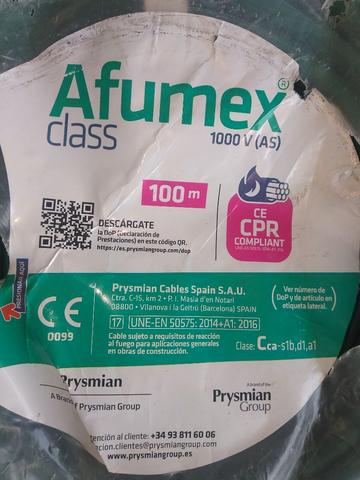 Afumex®
class
1000 V (AS)
100 m
DESCÁRGATE
la DoP (Declaración de
Prestaciones) en este código QR.
https://es.prysmiangroup.com/dop
CE
CPR
COMPLIANT
PRESIONAR AQUÍ
CE
0099
Prysmian Cables Spain S.A.U.
Ctra. C-15, km 2 • P. I. Masia d'en Notari
08800 • Vilanova i la Geltrú (Barcelona) SPAIN
17 UNE-EN 50575: 2014+A1: 2016
Cable sujeto a requisitos de reacción
al fuego para aplicaciones generales
en obras de construcción.
(Ver número de
DoP y de artículo en
etiqueta lateral.)
Clase: Cca-s1b,d1,a1
Prysmian
A Brand of Prysmian Group
A brand of the
Prysmian
Group
tención al cliente: +34 93 811 60 06
acion.clientes@prysmiangroup.com
www.prysmiangroup.es